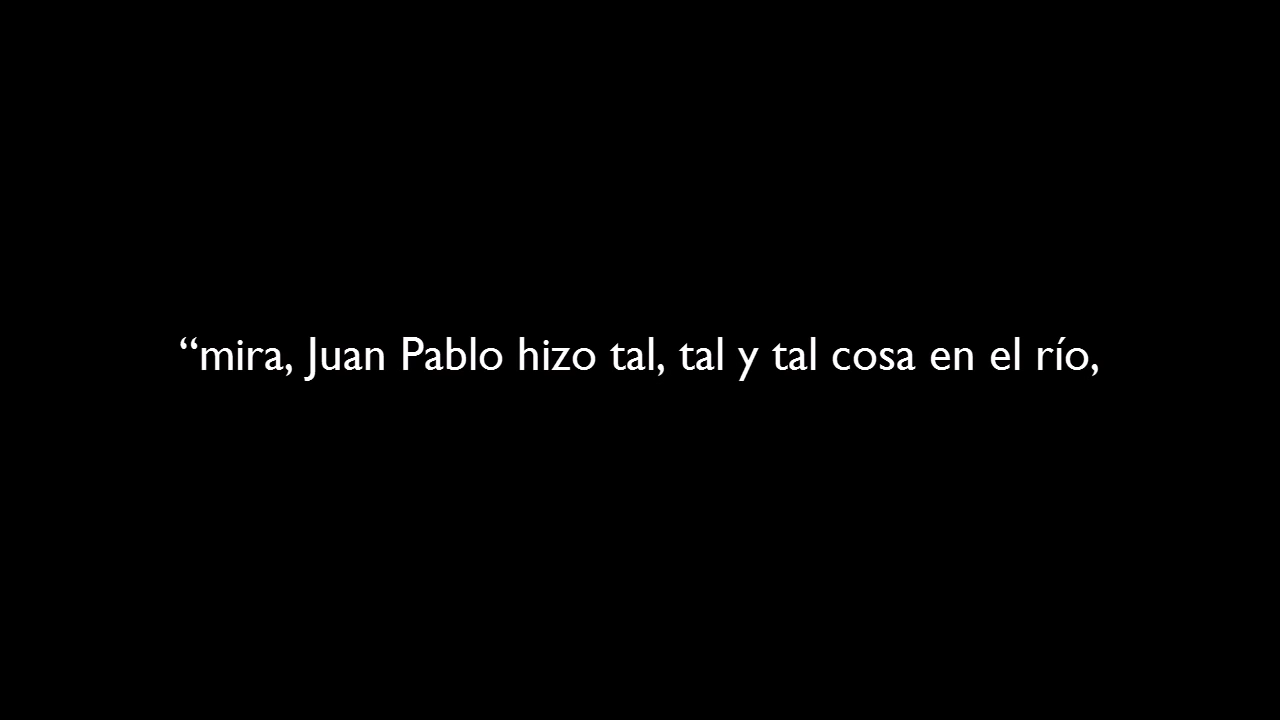 “mira, Juan Pablo hizo tal, tal y tal cosa en el río,